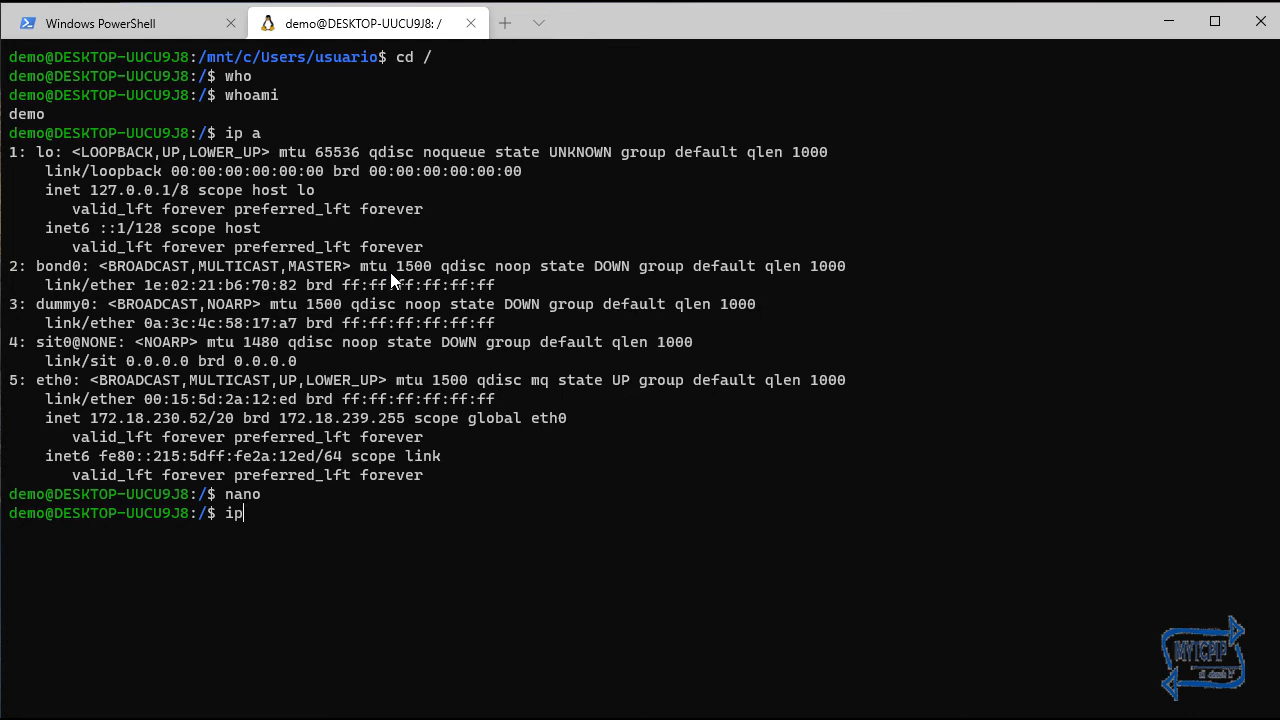 Windows PowerShell
demo@DESKTOP-UUCU9J8: /
demo@DESKTOP-UUCU9J8:/mnt/c/Users/usuario$ cd /
demo@DESKTOP-UUCU9J8:/$ who
demo@DESKTOP-UUCU9J8:/$ whoami
demo
demo@DESKTOP-UUCU9J8:/$ ip a
1: lo: <LOOPBACK,UP,LOWER_UP> mtu 65536 qdisc noqueue state UNKNOWN group default qlen 1000
    link/loopback 00:00:00:00:00:00 brd 00:00:00:00:00:00
    inet 127.0.0.1/8 scope host lo
       valid_lft forever preferred_lft forever
    inet6 ::1/128 scope host
       valid_lft forever preferred_lft forever
2: bond0: <BROADCAST,MULTICAST,MASTER> mtu 1500 qdisc noop state DOWN group default qlen 1000
    link/ether 1e:02:21:b6:70:82 brd ff:ff:ff:ff:ff:ff
3: dummy0: <BROADCAST,NOARP> mtu 1500 qdisc noop state DOWN group default qlen 1000
    link/ether 0a:3c:4c:58:17:a7 brd ff:ff:ff:ff:ff:ff
4: sit0@NONE: <NOARP> mtu 1480 qdisc noop state DOWN group default qlen 1000
    link/sit 0.0.0.0 brd 0.0.0.0
5: eth0: <BROADCAST,MULTICAST,UP,LOWER_UP> mtu 1500 qdisc mq state UP group default qlen 1000
    link/ether 00:15:5d:2a:12:ed brd ff:ff:ff:ff:ff:ff
    inet 172.18.230.52/20 brd 172.18.239.255 scope global eth0
       valid_lft forever preferred_lft forever
    inet6 fe80::215:5dff:fe2a:12ed/64 scope link
       valid_lft forever preferred_lft forever
demo@DESKTOP-UUCU9J8:/$ nano
demo@DESKTOP-UUCU9J8:/$ ip